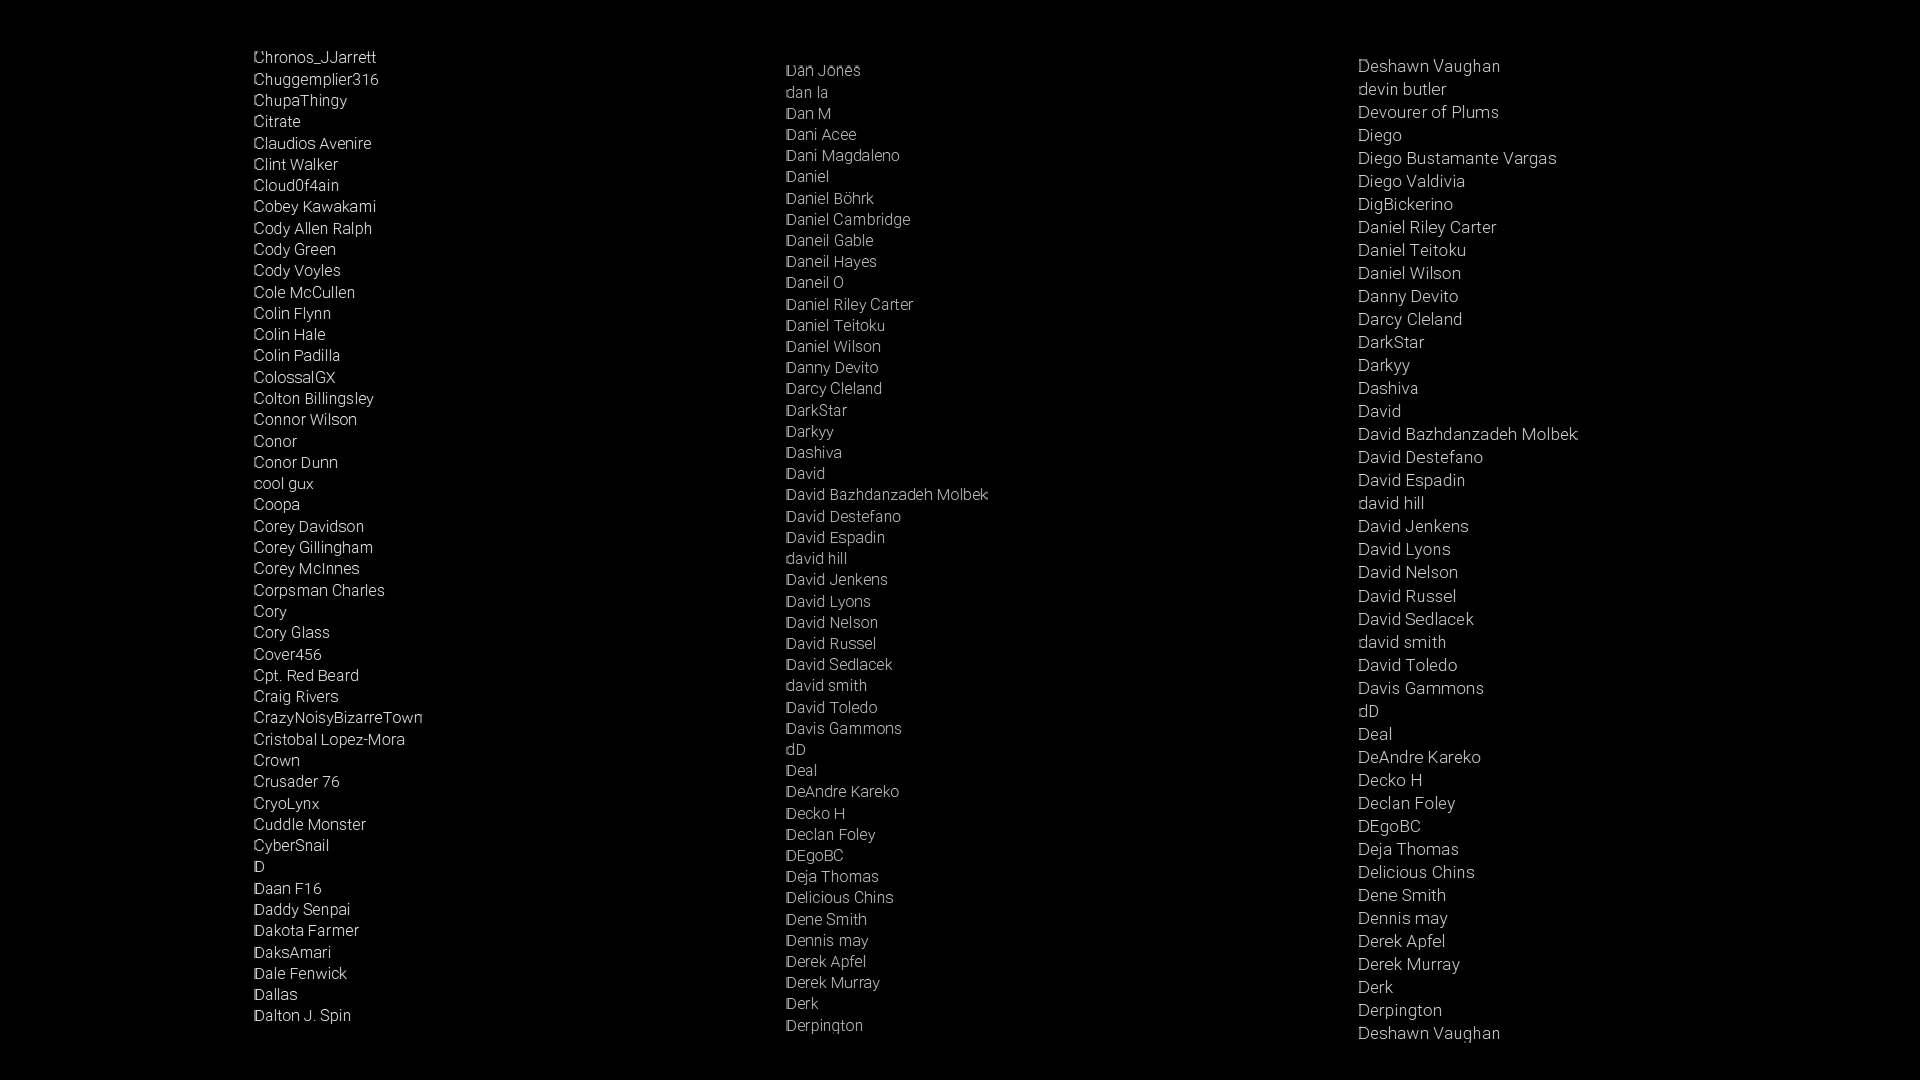 Chronos_JJarrett
Chuggemplier316
ChupaThingy
Citrate
Claudios Avenire
Clint Walker
Cloud0f4ain
Cobey Kawakami
Cody Allen Ralph
Cody Green
Cody Voyles
Cole McCullen
Colin Flynn
Colin Hale
Colin Padilla
ColossalGX
Colton Billingsley
Connor Wilson
Conor
Conor Dunn
cool gux
Coopa
Corey Davidson
Corey Gillingham
Corey McInnes
Corpsman Charles
Cory
Cory Glass
Cover456
Cpt. Red Beard
Craig Rivers
CrazyNoisyBizarreTown
Cristobal Lopez-Mora
Crown
Crusader 76
CryoLynx
Cuddle Monster
CyberSnail
D
Daan F16
Daddy Senpai
Dakota Farmer
DaksAmari
Dale Fenwick
Dallas
Dalton J. Spin
Dan Jones
dan la
Dan M
Dani Acee
Dani Magdaleno
Daniel
Daniel Böhrk
Daniel Cambridge
Daneil Gable
Daneil Hayes
Daneil O
Daniel Riley Carter
Daniel Teitoku
Daniel Wilson
Danny Devito
Darcy Cleland
DarkStar
Darkyy
Dashiva
David
David Bazhdanzadeh Molbek
David Destefano
David Espadin
david hill
David Jenkens
David Lyons
David Nelson
David Russel
David Sedlacek
david smith
David Toledo
Davis Gammons
dD
Deal
DeAndre Kareko
Decko H
Declan Foley
DEgoBC
Deja Thomas
Delicious Chins
Dene Smith
Dennis may
Derek Apfel
Derek Murray
Derk
Derpington
Deshawn Vaughan
devin butler
Devourer of Plums
Diego
Diego Bustamante Vargas
Diego Valdivia
DigBickerino
Daniel Riley Carter
Daniel Teitoku
Daniel Wilson
Danny Devito
Darcy Cleland
DarkStar
Darkyy
Dashiva
David
David Bazhdanzadeh Molbek
David Destefano
David Espadin
david hill
David Jenkens
David Lyons
David Nelson
David Russel
David Sedlacek
david smith
David Toledo
Davis Gammons
dD
Deal
DeAndre Kareko
Decko H
Declan Foley
DEgoBC
Deja Thomas
Delicious Chins
Dene Smith
Dennis may
Derek Apfel
Derek Murray
Derk
Derpington
Deshawn Vaughan